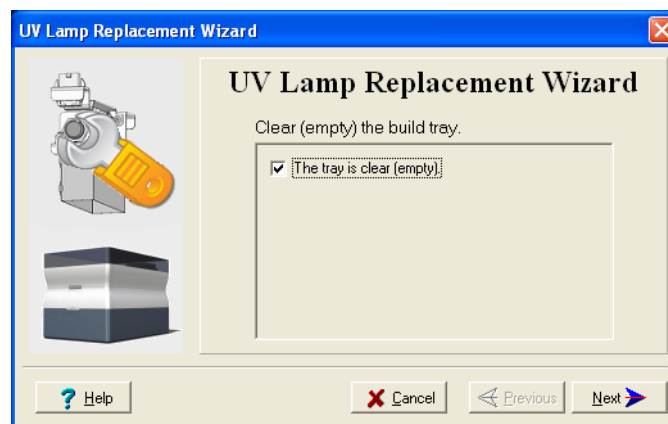 UV Lamp Replacement Wizard
UV Lamp Replacement Wizard
Clear (empty) the build tray.
The tray is clear (empty).
? Help
Cancel
Previous
Next